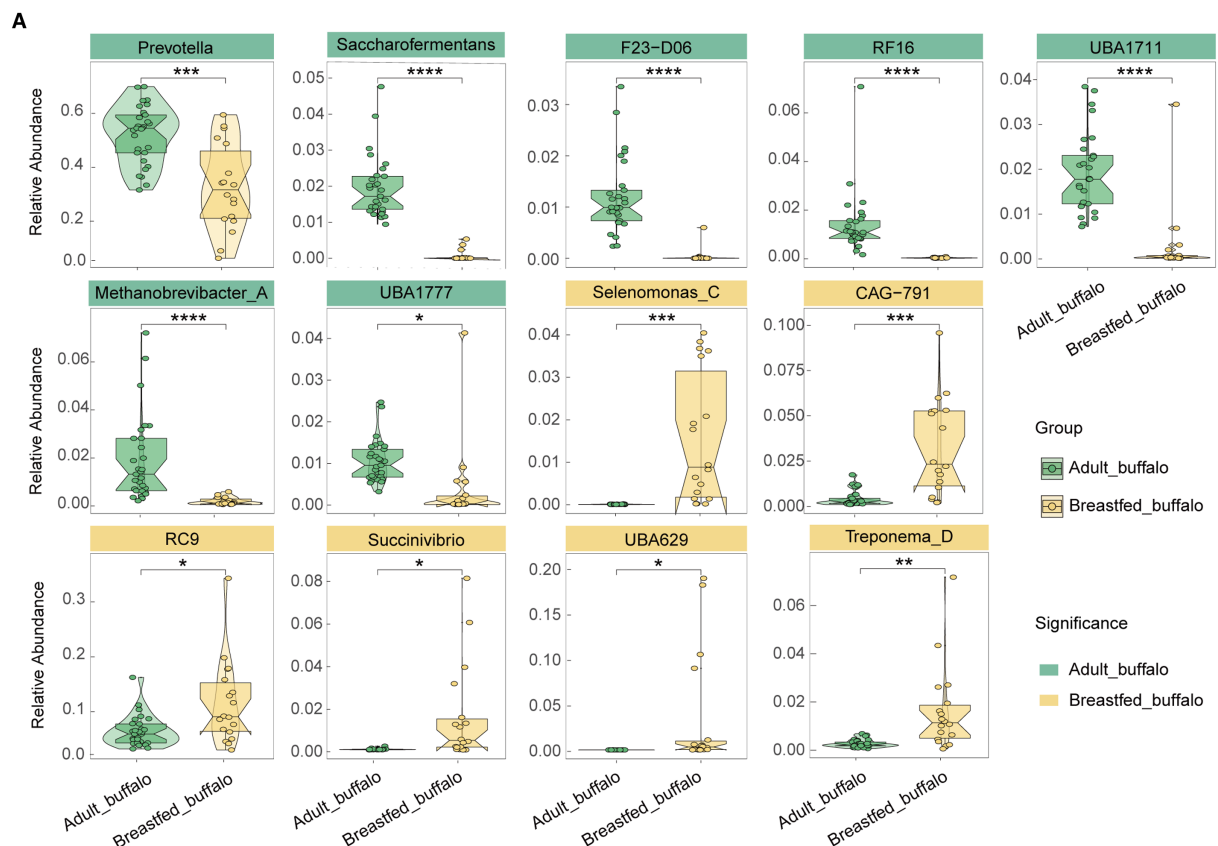 A
Prevotella
Saccharofermentans
F23−D06
RF16
UBA1711
Relative Abundance
0.6
0.4
0.2
0.0
***
0.05
0.04
0.03
0.02
0.01
0.00
****
0.03
0.02
0.01
0.00
****
0.06
0.04
0.02
0.00
****
0.04
0.03
0.02
0.01
0.00
****
Adult_buffalo
Breastfed_buffalo
Methanobrevibacter_A
UBA1777
Selenomonas_C
CAG−791
Relative Abundance
0.06
0.04
0.02
0.00
****
0.04
0.03
0.02
0.01
0.00
*
0.04
0.03
0.02
0.01
0.00
***
0.100
0.075
0.050
0.025
0.000
***
Group
Adult_buffalo
Breastfed_buffalo
RC9
Succinivibrio
UBA629
Treponema_D
Relative Abundance
0.3
0.2
0.1
0.0
*
0.08
0.06
0.04
0.02
0.00
*
0.20
0.15
0.10
0.05
0.00
*
0.06
0.04
0.02
0.00
**
Adult_buffalo
Breastfed_buffalo
Adult_buffalo
Breastfed_buffalo
Adult_buffalo
Breastfed_buffalo
Adult_buffalo
Breastfed_buffalo
Significance
Adult_buffalo
Breastfed_buffalo